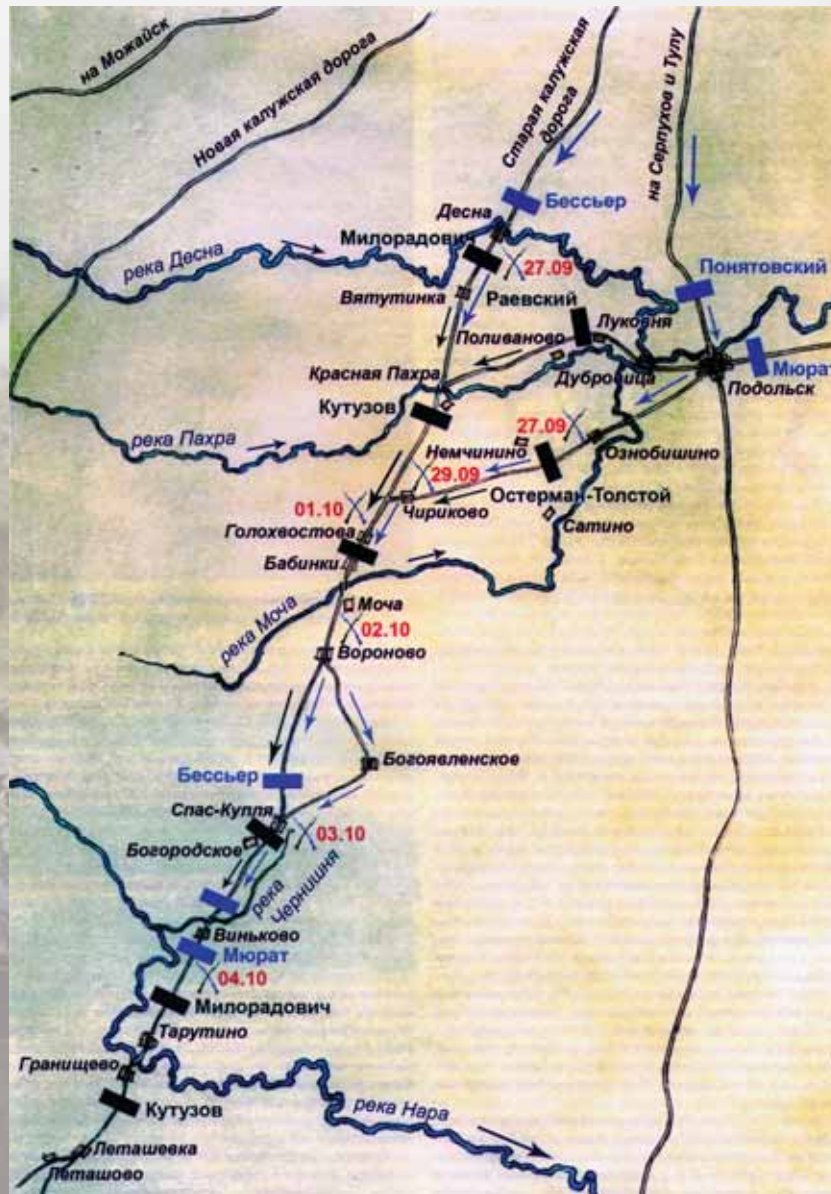 на Можайск
Новая калужская дорога
Старая калужская
дорога
на Серпухов и Тулу
Бессьер
Десна
Милорадович
река Десна
27.09
Понятовский
Вятутинка
Раевский
Луковня
Поливаново
Мюрат
Красная Пахра
Дубровица
Подольск
Кутузов
27.09
река Пахра
Немчинино
Ознобишино
29.09
Остерман-Толстой
01.10
Чириково
Голохвостова
Сатино
Бабинки
Моча
река Моча
02.10
Вороново
Богоявленское
Бессьер
Спас-Купля
03.10
Богородское
река
Чернишня
Виньково
Мюрат
04.10
Милорадович
Тарутино
Гранищево
Кутузов
река Нара
Леташевка
Леташово